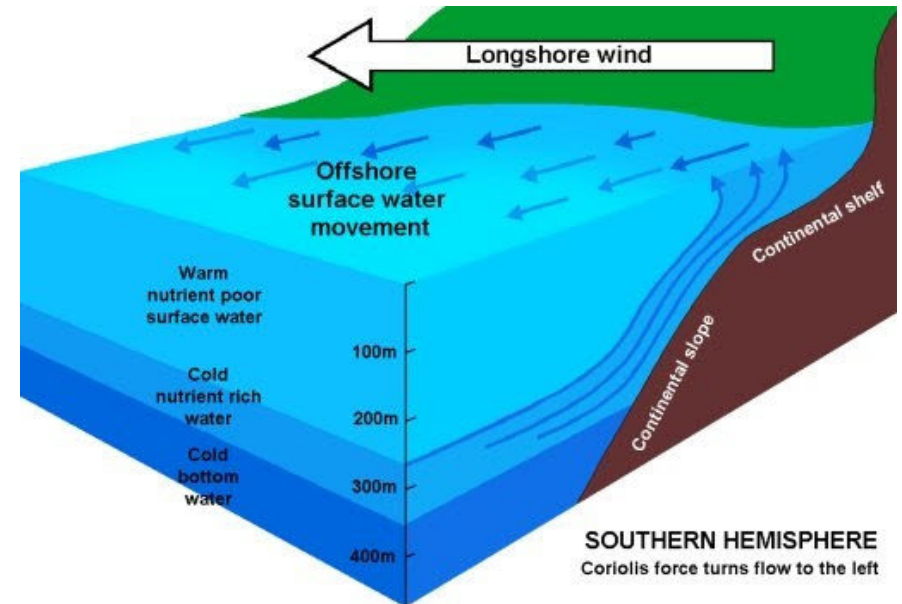 Longshore wind
Offshore
surface water
movement
Continental shelf
Warm
nutrient poor
surface water
100m
Continental slope
Cold
nutrient rich
water
200m
Cold
bottom
water
300m
400m
SOUTHERN HEMISPHERE
Coriolis force turns flow to the left